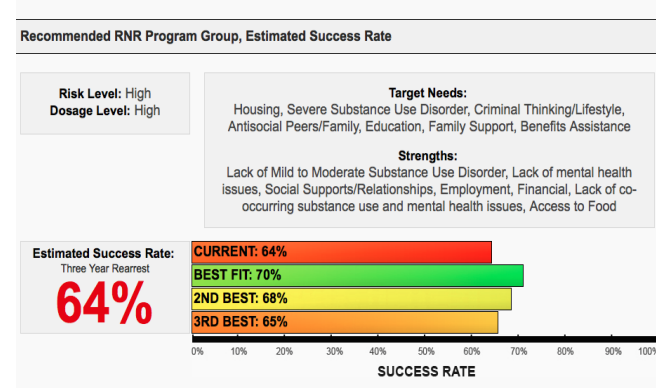 Recommended RNR Program Group, Estimated Success Rate
Risk Level: High
Dosage Level: High
Target Needs:
Housing, Severe Substance Use Disorder, Criminal Thinking/Lifestyle,
Antisocial Peers/Family, Education, Family Support, Benefits Assistance
Strengths:
Lack of Mild to Moderate Substance Use Disorder, Lack of mental health
issues, Social Supports/Relationships, Employment, Financial, Lack of co-
occurring substance use and mental health issues, Access to Food
Estimated Success Rate:
Three Year Rearrest
64%
CURRENT: 64%
BEST FIT: 70%
2ND BEST: 68%
3RD BEST: 65%
0% 10% 20% 30% 40% 50% 60% 70% 80% 90% 100%
SUCCESS RATE